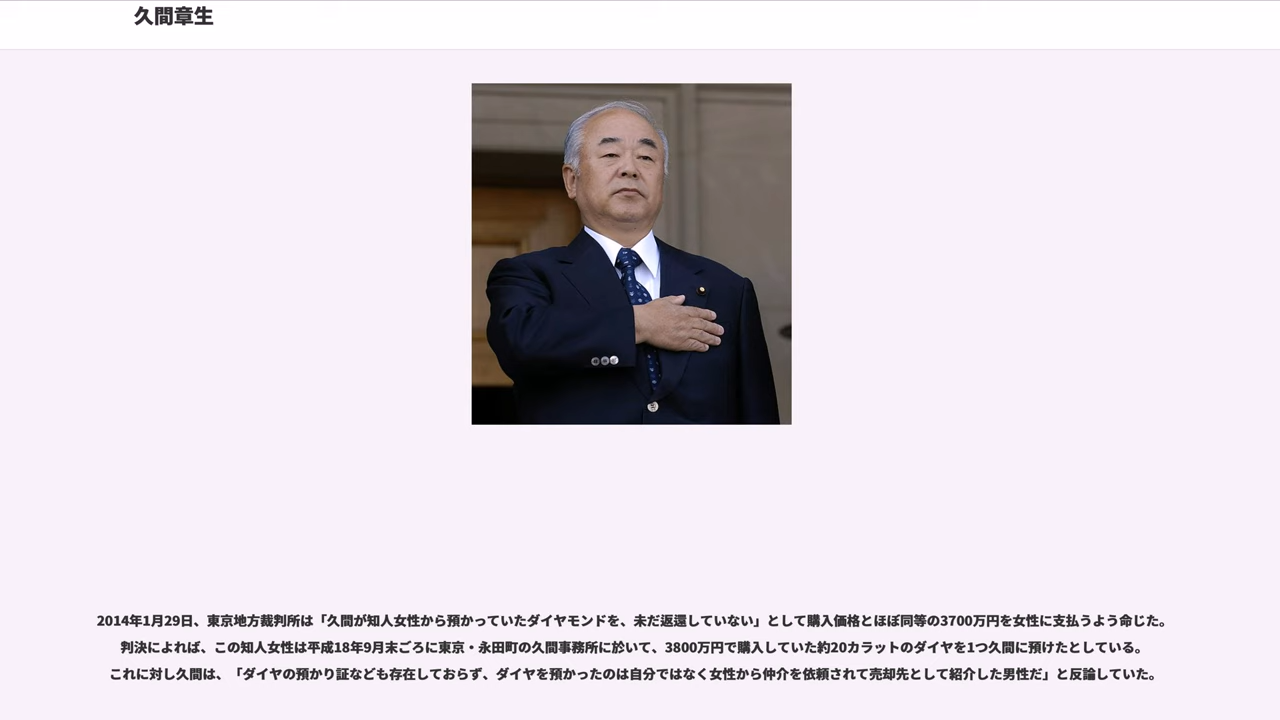 久間章生
2014年1月29日、東京地方裁判所は「久間が知人女性から預かっていたダイヤモンドを、未だ返還していない」として購入価格とほぼ同等の3700万円を女性に支払うよう命じた。
判決によれば、この知人女性は平成18年9月末ごろに東京・永田町の久間事務所に於いて、3800万円で購入していた約20カラットのダイヤを1つ久間に預けたとしている。
これに対し久間は、「ダイヤの預かり証なども存在しておらず、ダイヤを預かったのは自分ではなく女性から仲介を依頼されて売却先として紹介した男性だ」と反論していた。